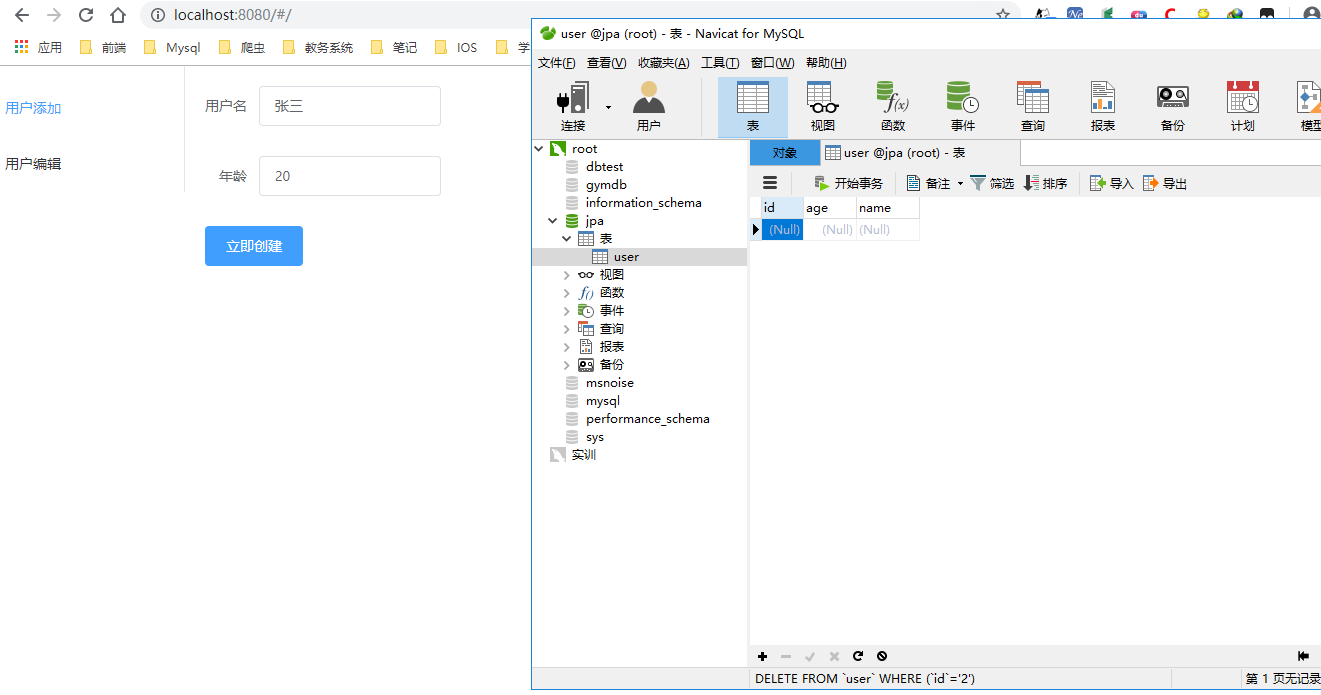 localhost:8080/#/
应用 前端 Mysql 爬虫 教务系统 笔记 IOS 学
用户添加
用户编辑
用户名 张三
年龄 20
立即创建
user @jpa (root) - 表 - Navicat for MySQL
文件(F) 查看(V) 收藏夹(A) 工具(T) 窗口(W) 帮助(H)
连接 用户 表 视图 函数 事件 查询 报表 备份 计划 模型
root
dbtest
gymdb
information_schema
jpa
表
user
视图
函数
事件
查询
报表
备份
msnoise
mysql
performance_schema
sys
实训
对象 user @jpa (root) - 表
开始事务 备注 筛选 排序 导入 导出
id age name
(Null) (Null) (Null)
DELETE FROM `user` WHERE (`id`='2') 第 1 页无记录